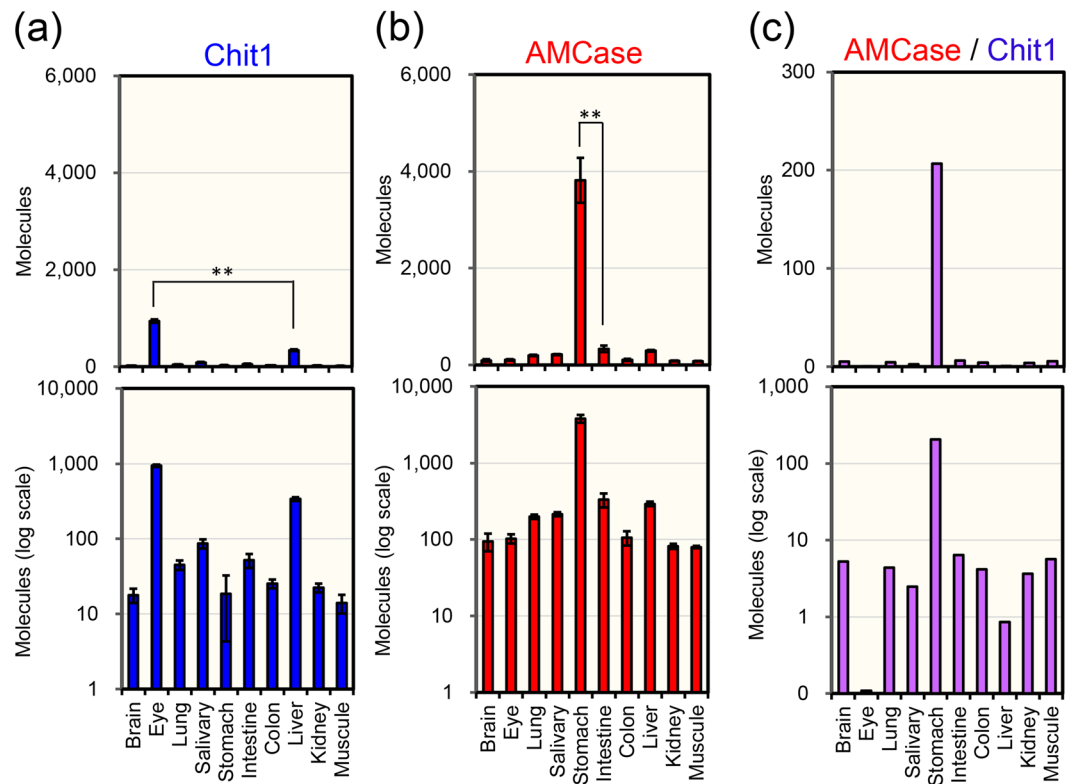 (a)
Chit1
6,000
4,000
2,000
0
Molecules
**
10,000
1,000
100
10
1
Molecules (log scale)
Brain
Eye
Lung
Salivary
Stomach
Intestine
Colon
Liver
Kidney
Muscule
(b)
AMCase
6,000
4,000
2,000
0
Molecules
**
10,000
1,000
100
10
1
Molecules (log scale)
Brain
Eye
Lung
Salivary
Stomach
Intestine
Colon
Liver
Kidney
Muscule
(c)
AMCase / Chit1
300
200
100
0
Molecules
1,000
100
10
1
0
Molecules (log scale)
Brain
Eye
Lung
Salivary
Stomach
Intestine
Colon
Liver
Kidney
Muscule